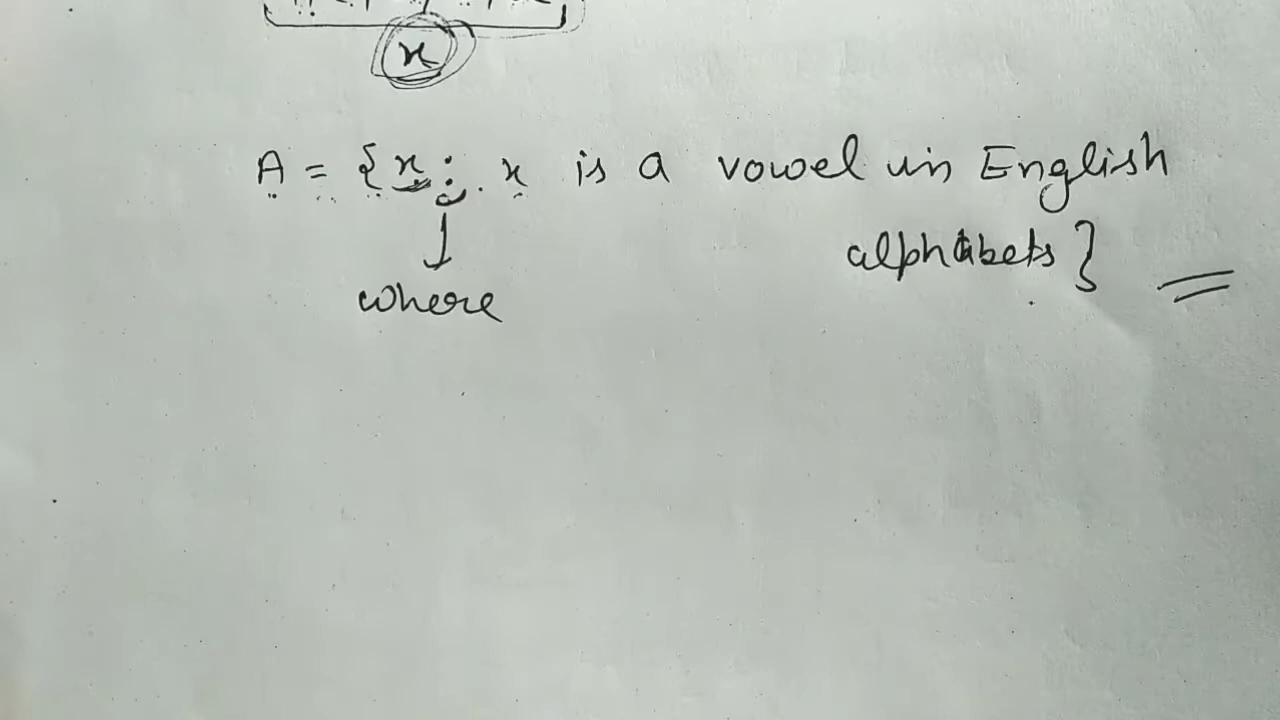 x
A = {x : x is a vowel in English
alphabets}
where